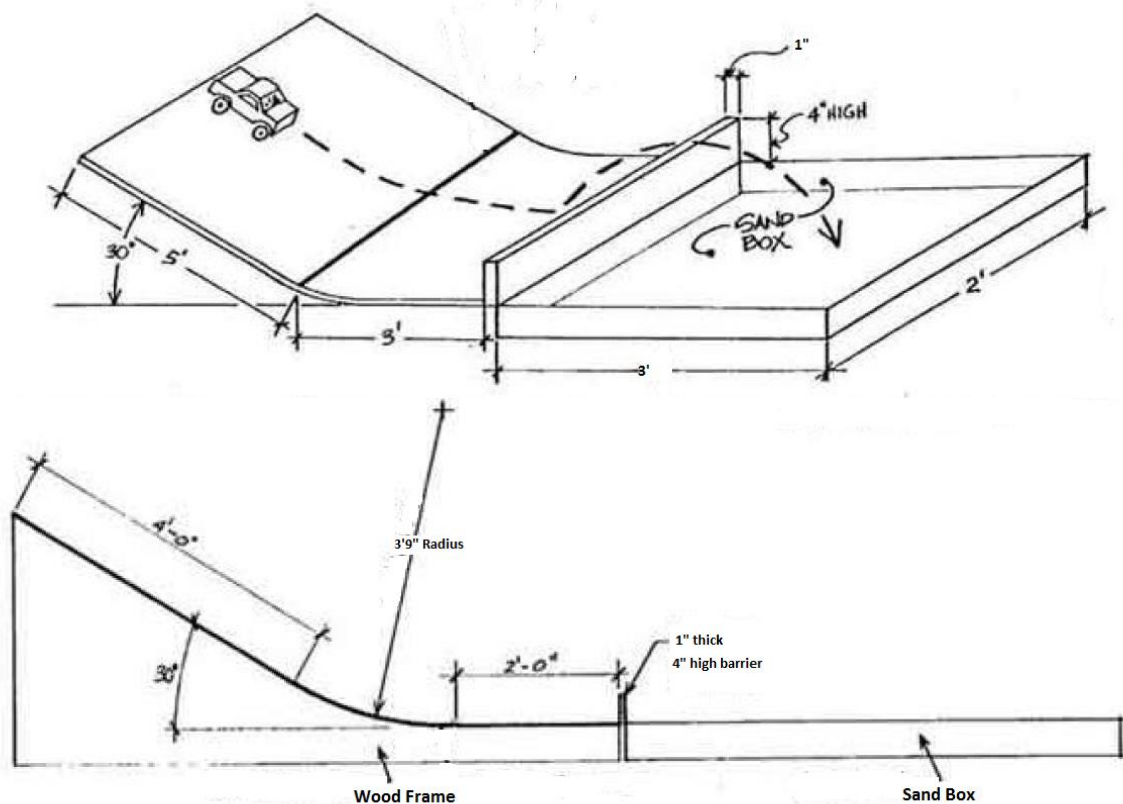 1"
4" HIGH
SAND
BOX
30°
5'
3'
3'
2'
4'-0"
3'9" Radius
30°
2'-0"
1" thick
4" high barrier
Wood Frame
Sand Box